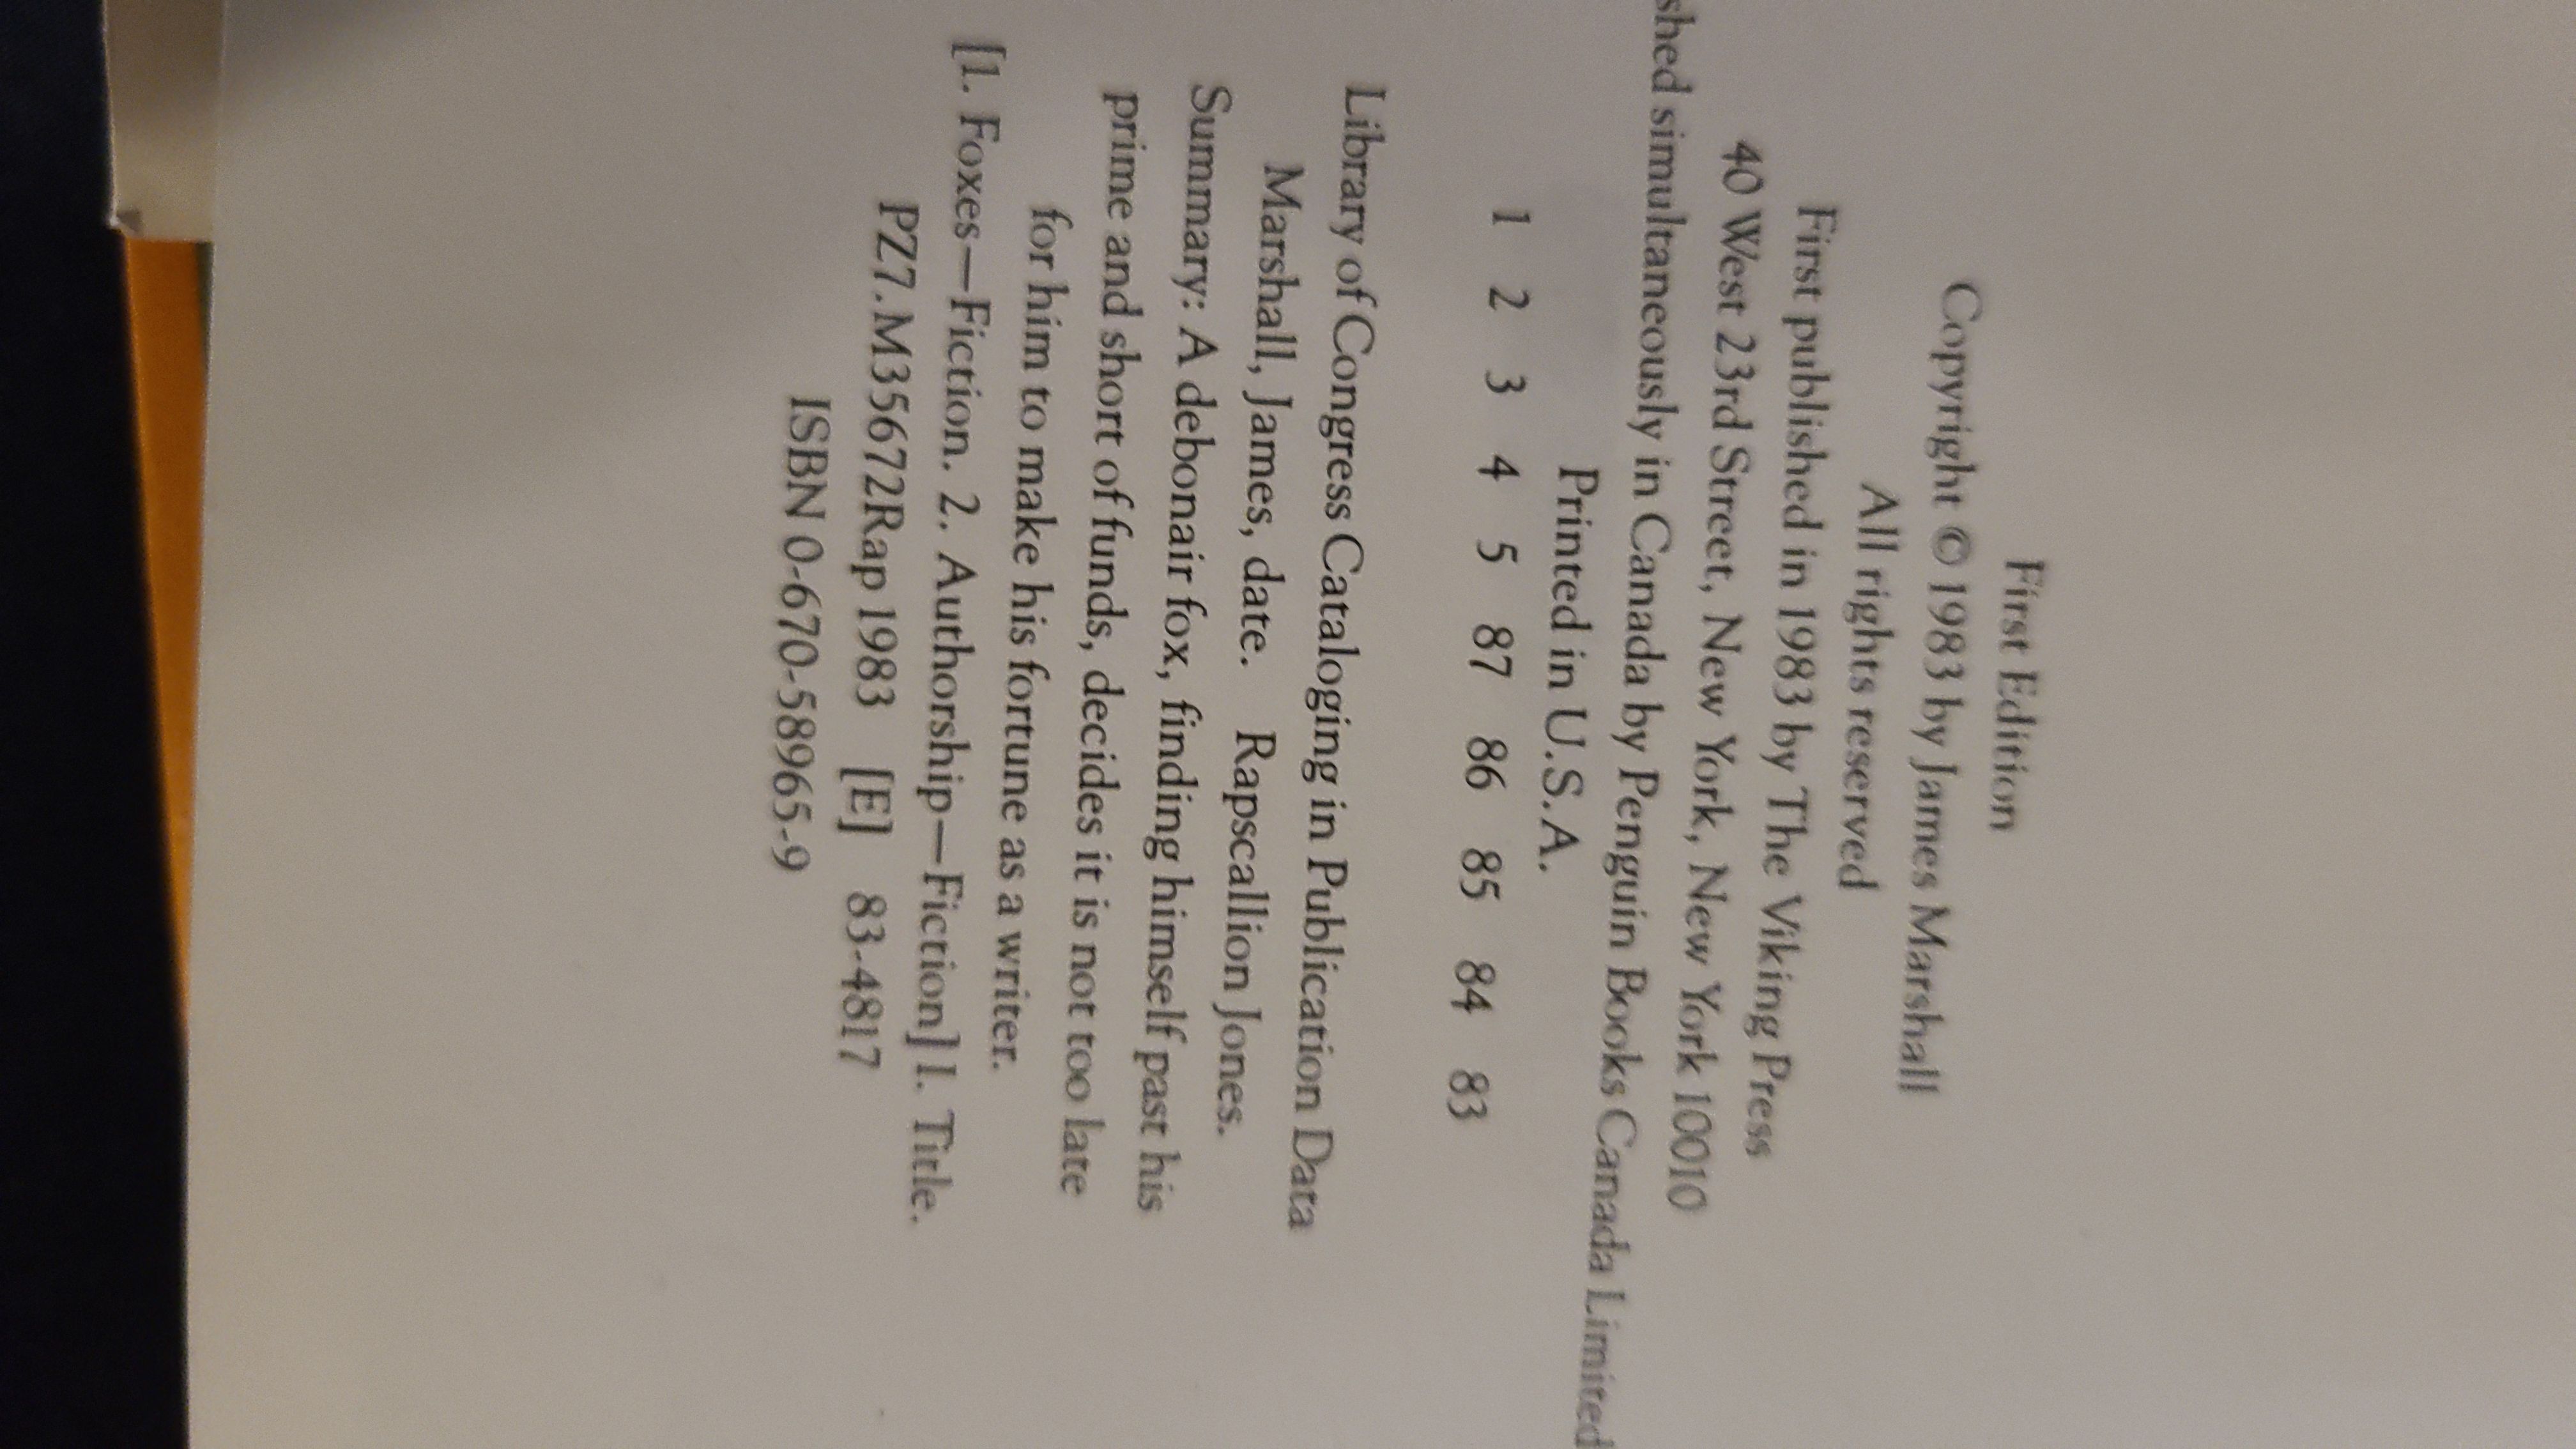 First Edition
Copyright © 1983 by James Marshall
All rights reserved
First published in 1983 by The Viking Press
40 West 23rd Street, New York, New York 10010
shed simultaneously in Canada by Penguin Books Canada Limited
Printed in U.S.A.
1 2 3 4 5 87 86 85 84 83
Library of Congress Cataloging in Publication Data
Marshall, James, date. Rapscallion Jones.
Summary: A debonair fox, finding himself past his
prime and short of funds, decides it is not too late
for him to make his fortune as a writer.
[1. Foxes—Fiction. 2. Authorship—Fiction] I. Title.
PZ7.M35672Rap 1983 [E] 83-4817
ISBN 0-670-58965-9